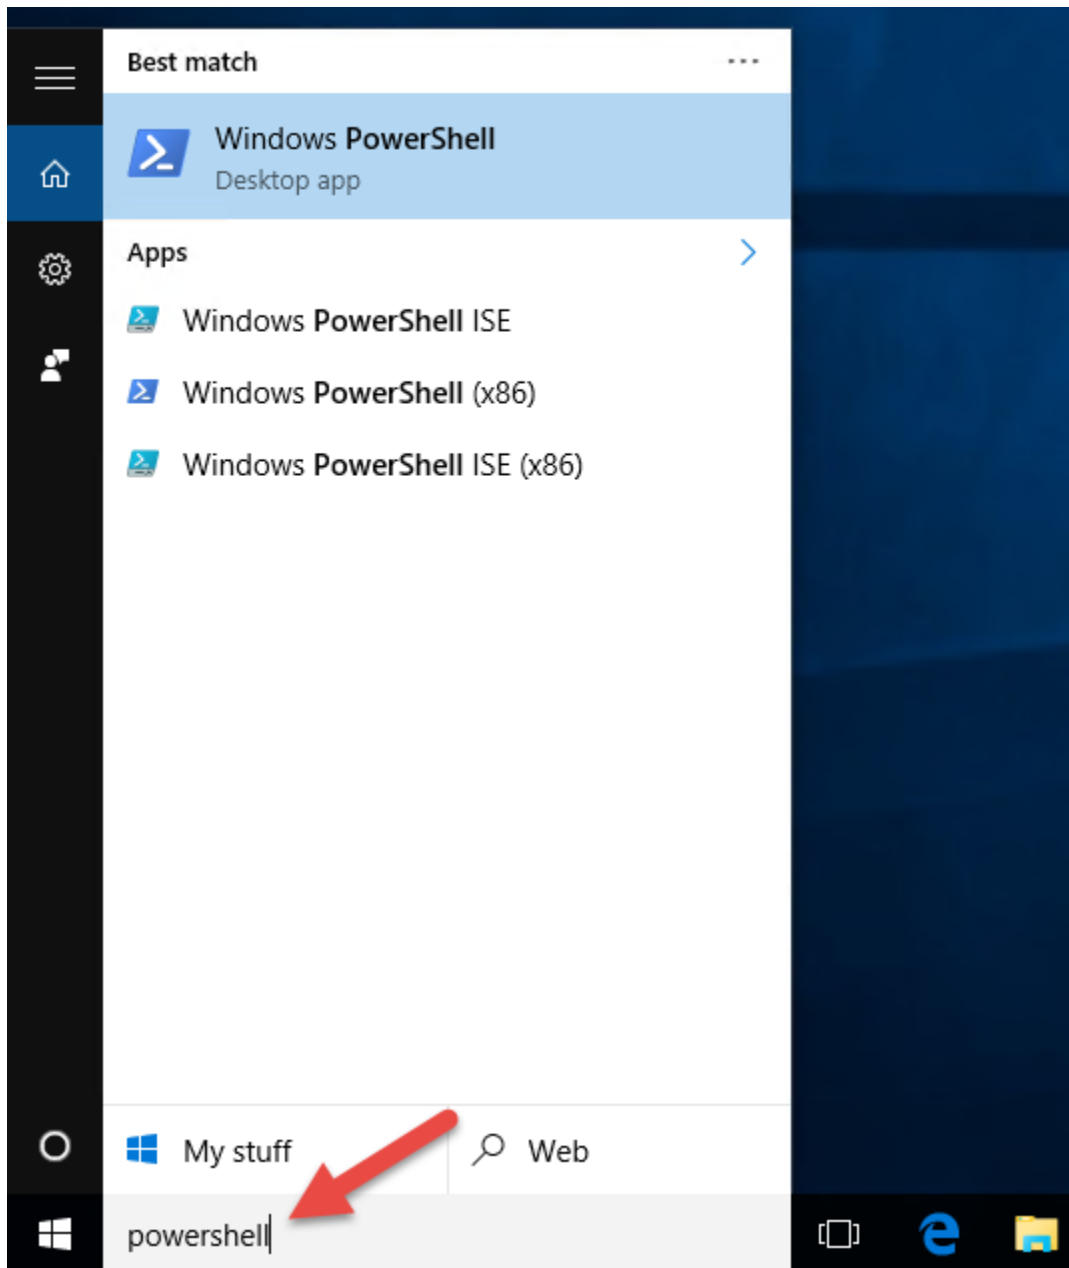 Best match
Windows PowerShell
Desktop app
Apps
Windows PowerShell ISE
Windows PowerShell (x86)
Windows PowerShell ISE (x86)
My stuff
Web
powershell